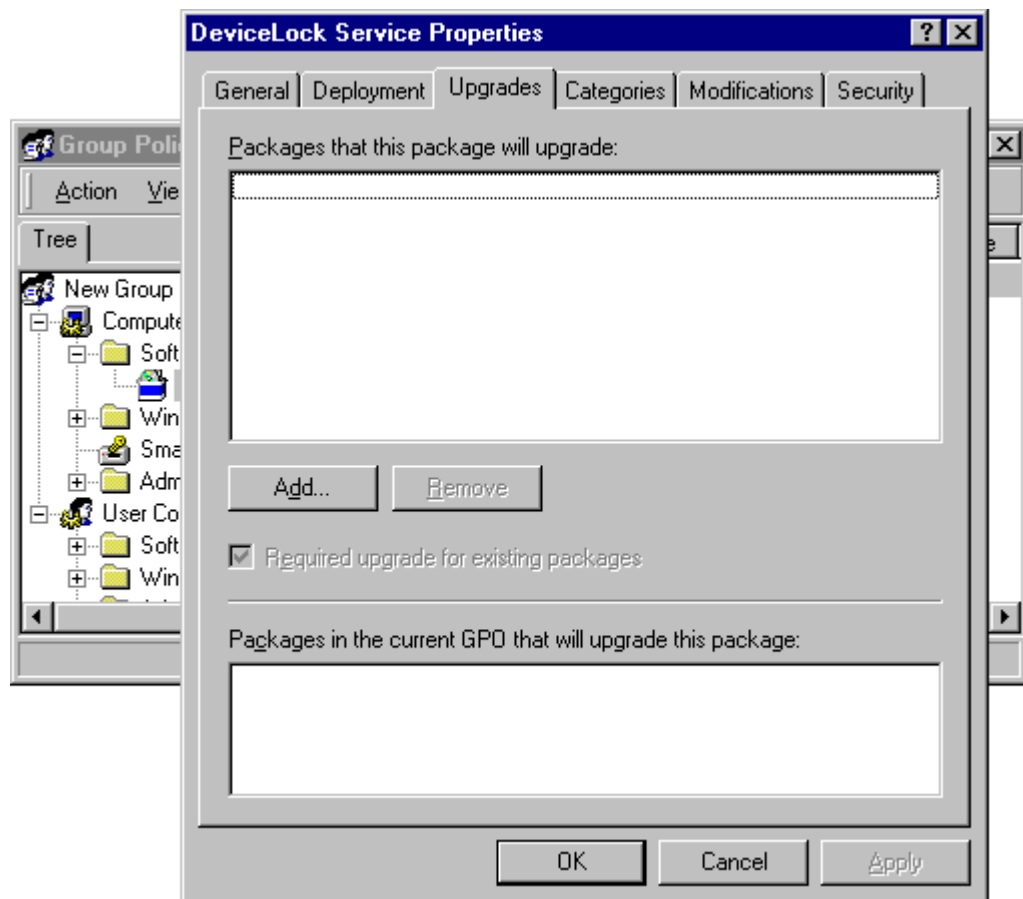 DeviceLock Service Properties
General Deployment Upgrades Categories Modifications Security
Group Poli
Packages that this package will upgrade:
Action Vie
Tree
e
New Group
Compute
Soft
Win
Sma
Adm
User Co
Soft
Win
Add... Remove
Required upgrade for existing packages
Packages in the current GPO that will upgrade this package:
OK Cancel Apply